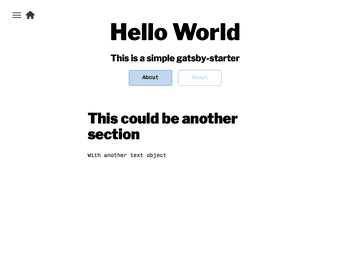 Hello World
This is a simple gatsby-starter
About
About
This could be another
section
With another text object